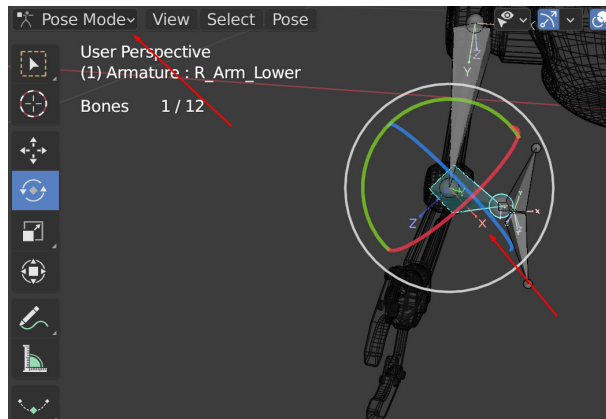 Pose Mode View Select Pose
User Perspective
(1) Armature : R_Arm_Lower
Bones 1 / 12
Z
Y
Z
X